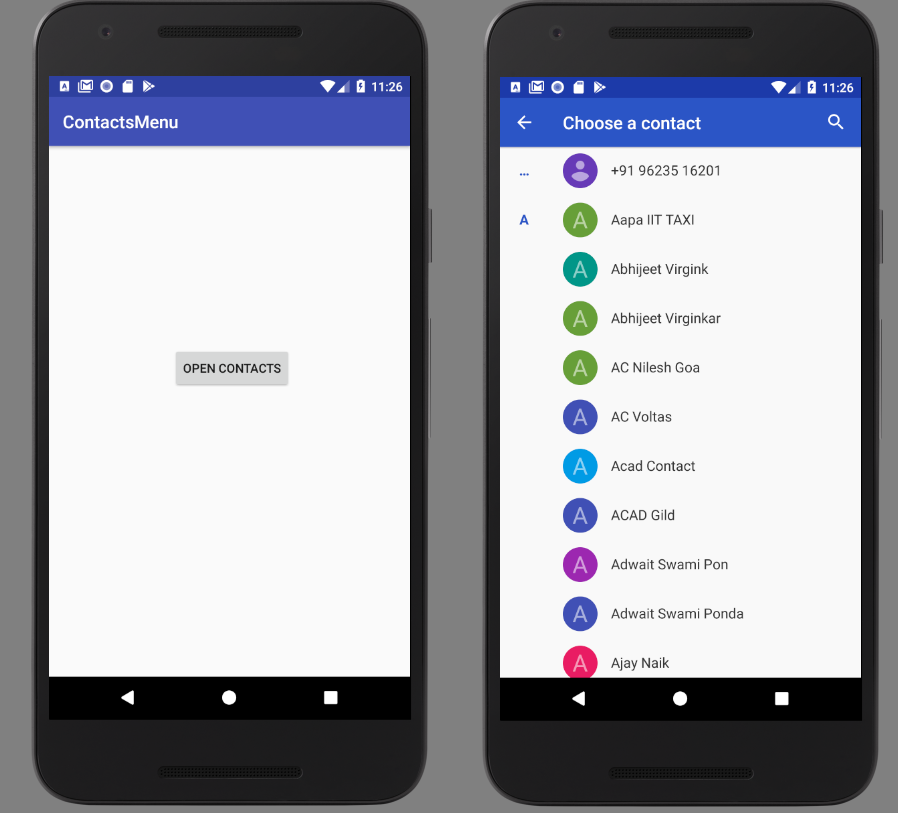 11:26
ContactsMenu
OPEN CONTACTS
11:26
Choose a contact
... +91 96235 16201
A A Aapa IIT TAXI
A Abhijeet Virgink
A Abhijeet Virginkar
A AC Nilesh Goa
A AC Voltas
A Acad Contact
A ACAD Gild
A Adwait Swami Pon
A Adwait Swami Ponda
A Ajay Naik